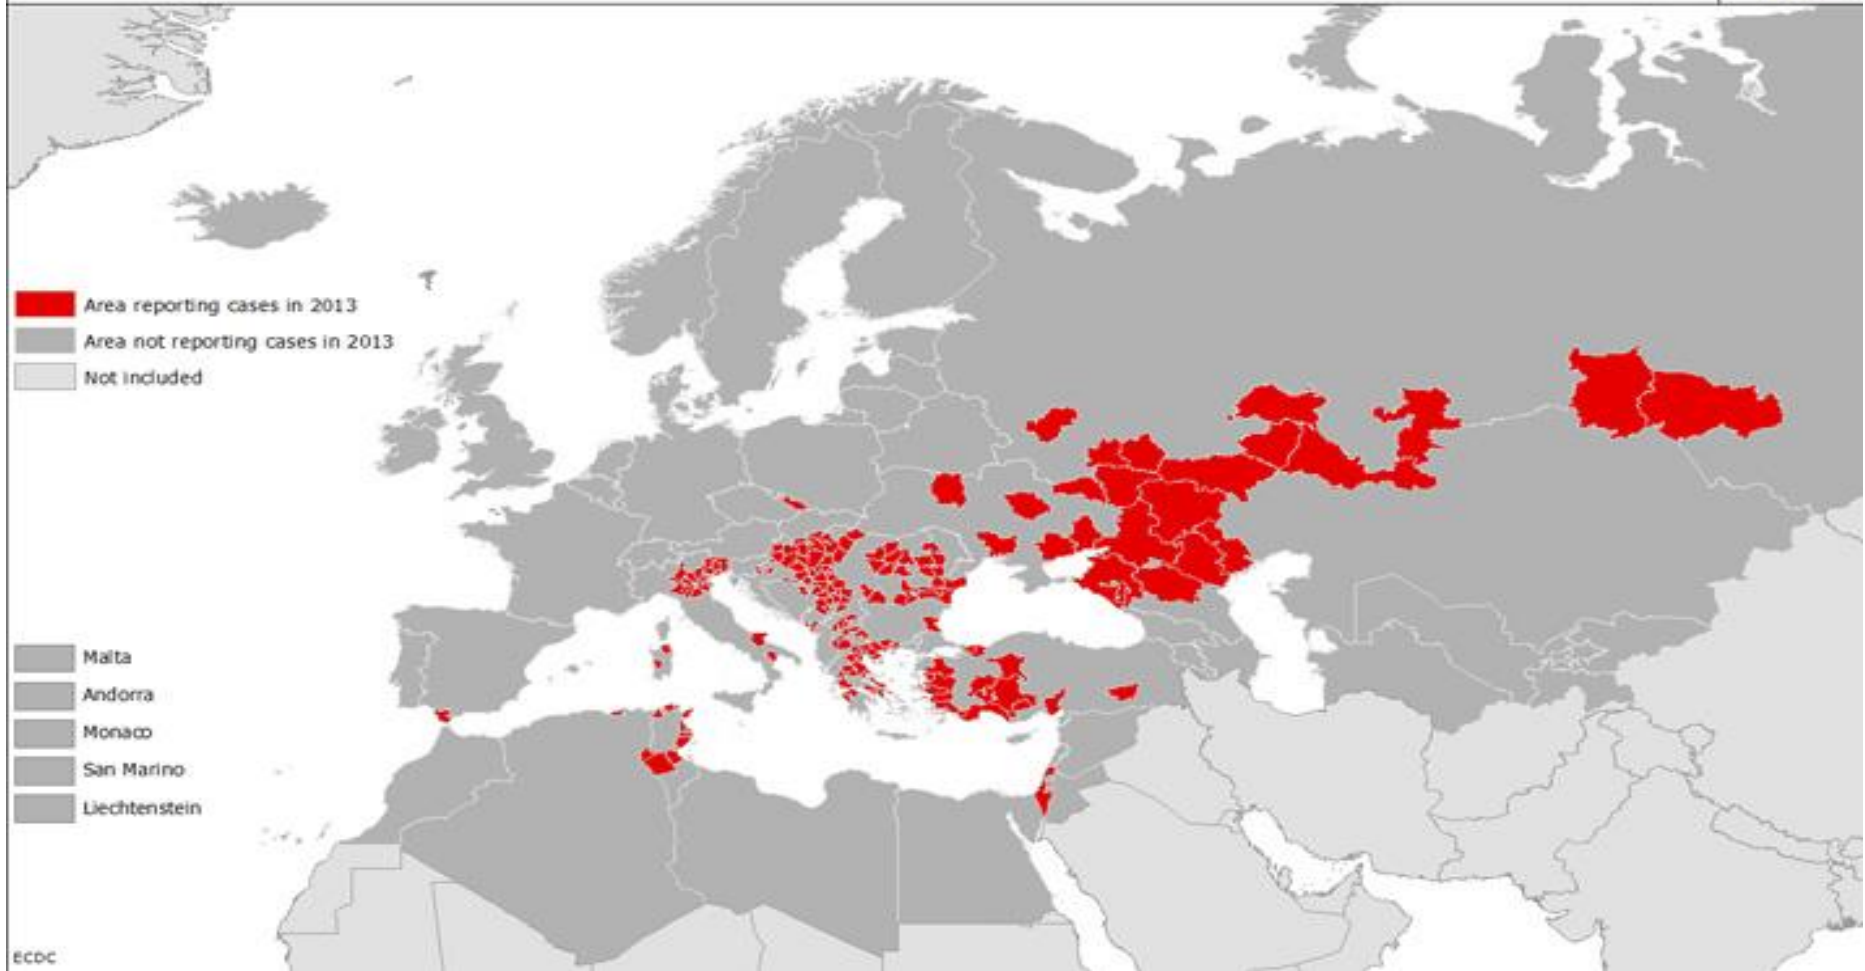 Area reporting cases in 2013
Area not reporting cases in 2013
Not included
Malta
Andorra
Monaco
San Marino
Liechtenstein
ECDC